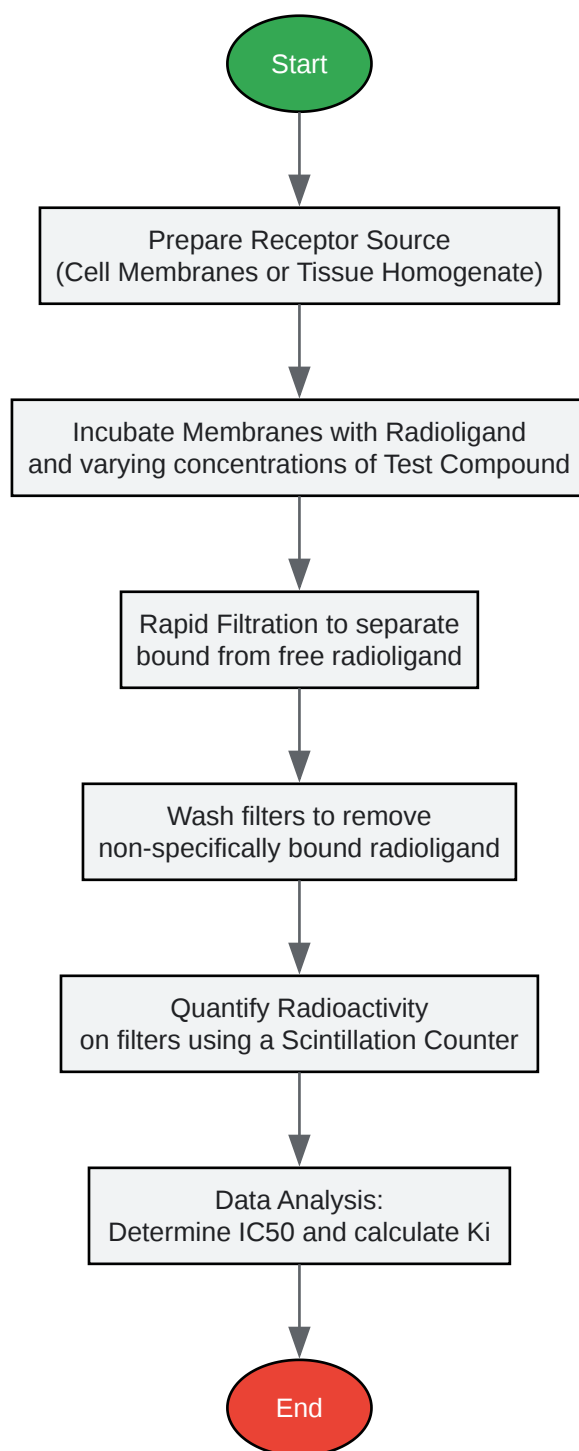 Start
Prepare Receptor Source
(Cell Membranes or Tissue Homogenate)
Incubate Membranes with Radioligand
and varying concentrations of Test Compound
Rapid Filtration to separate
bound from free radioligand
Wash filters to remove
non-specifically bound radioligand
Quantify Radioactivity
on filters using a Scintillation Counter
Data Analysis:
Determine IC50 and calculate Ki
End